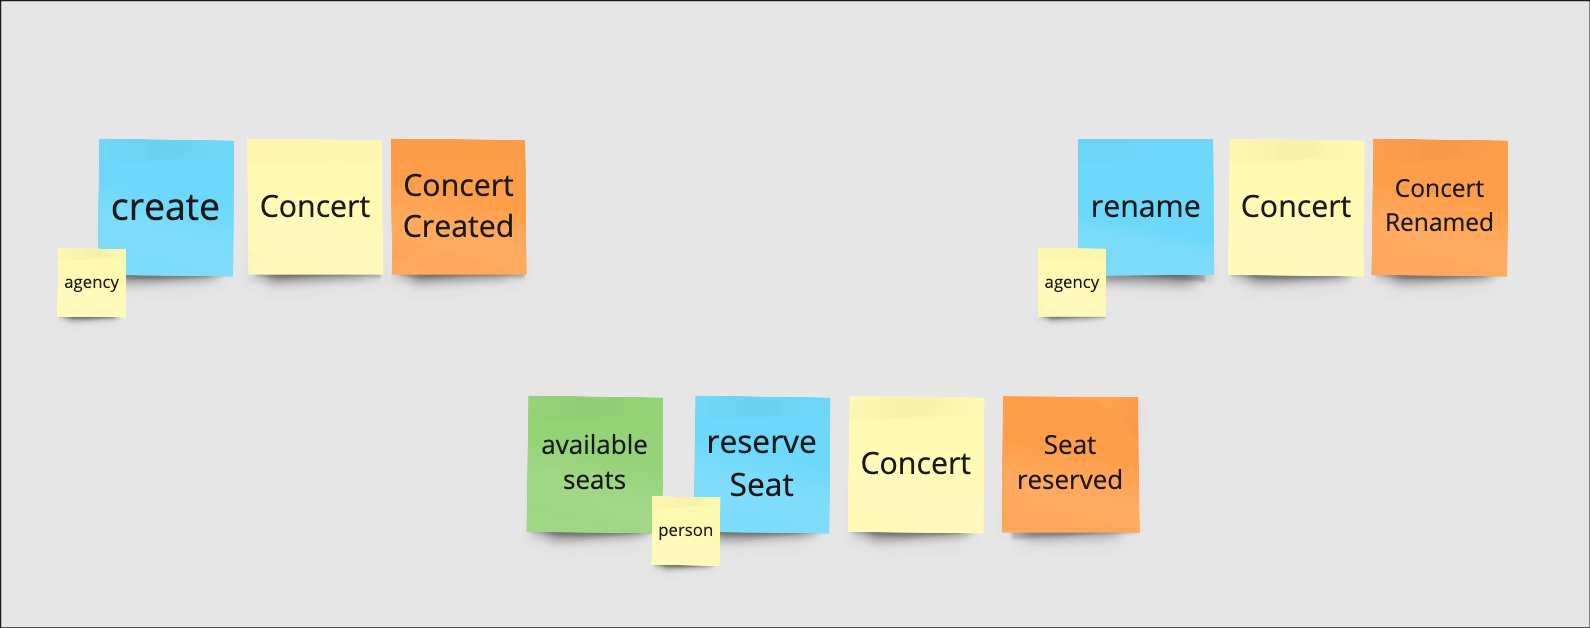 create
Concert
Concert
Created
agency
rename
Concert
Concert
Renamed
agency
available
seats
person
reserve
Seat
Concert
Seat
reserved